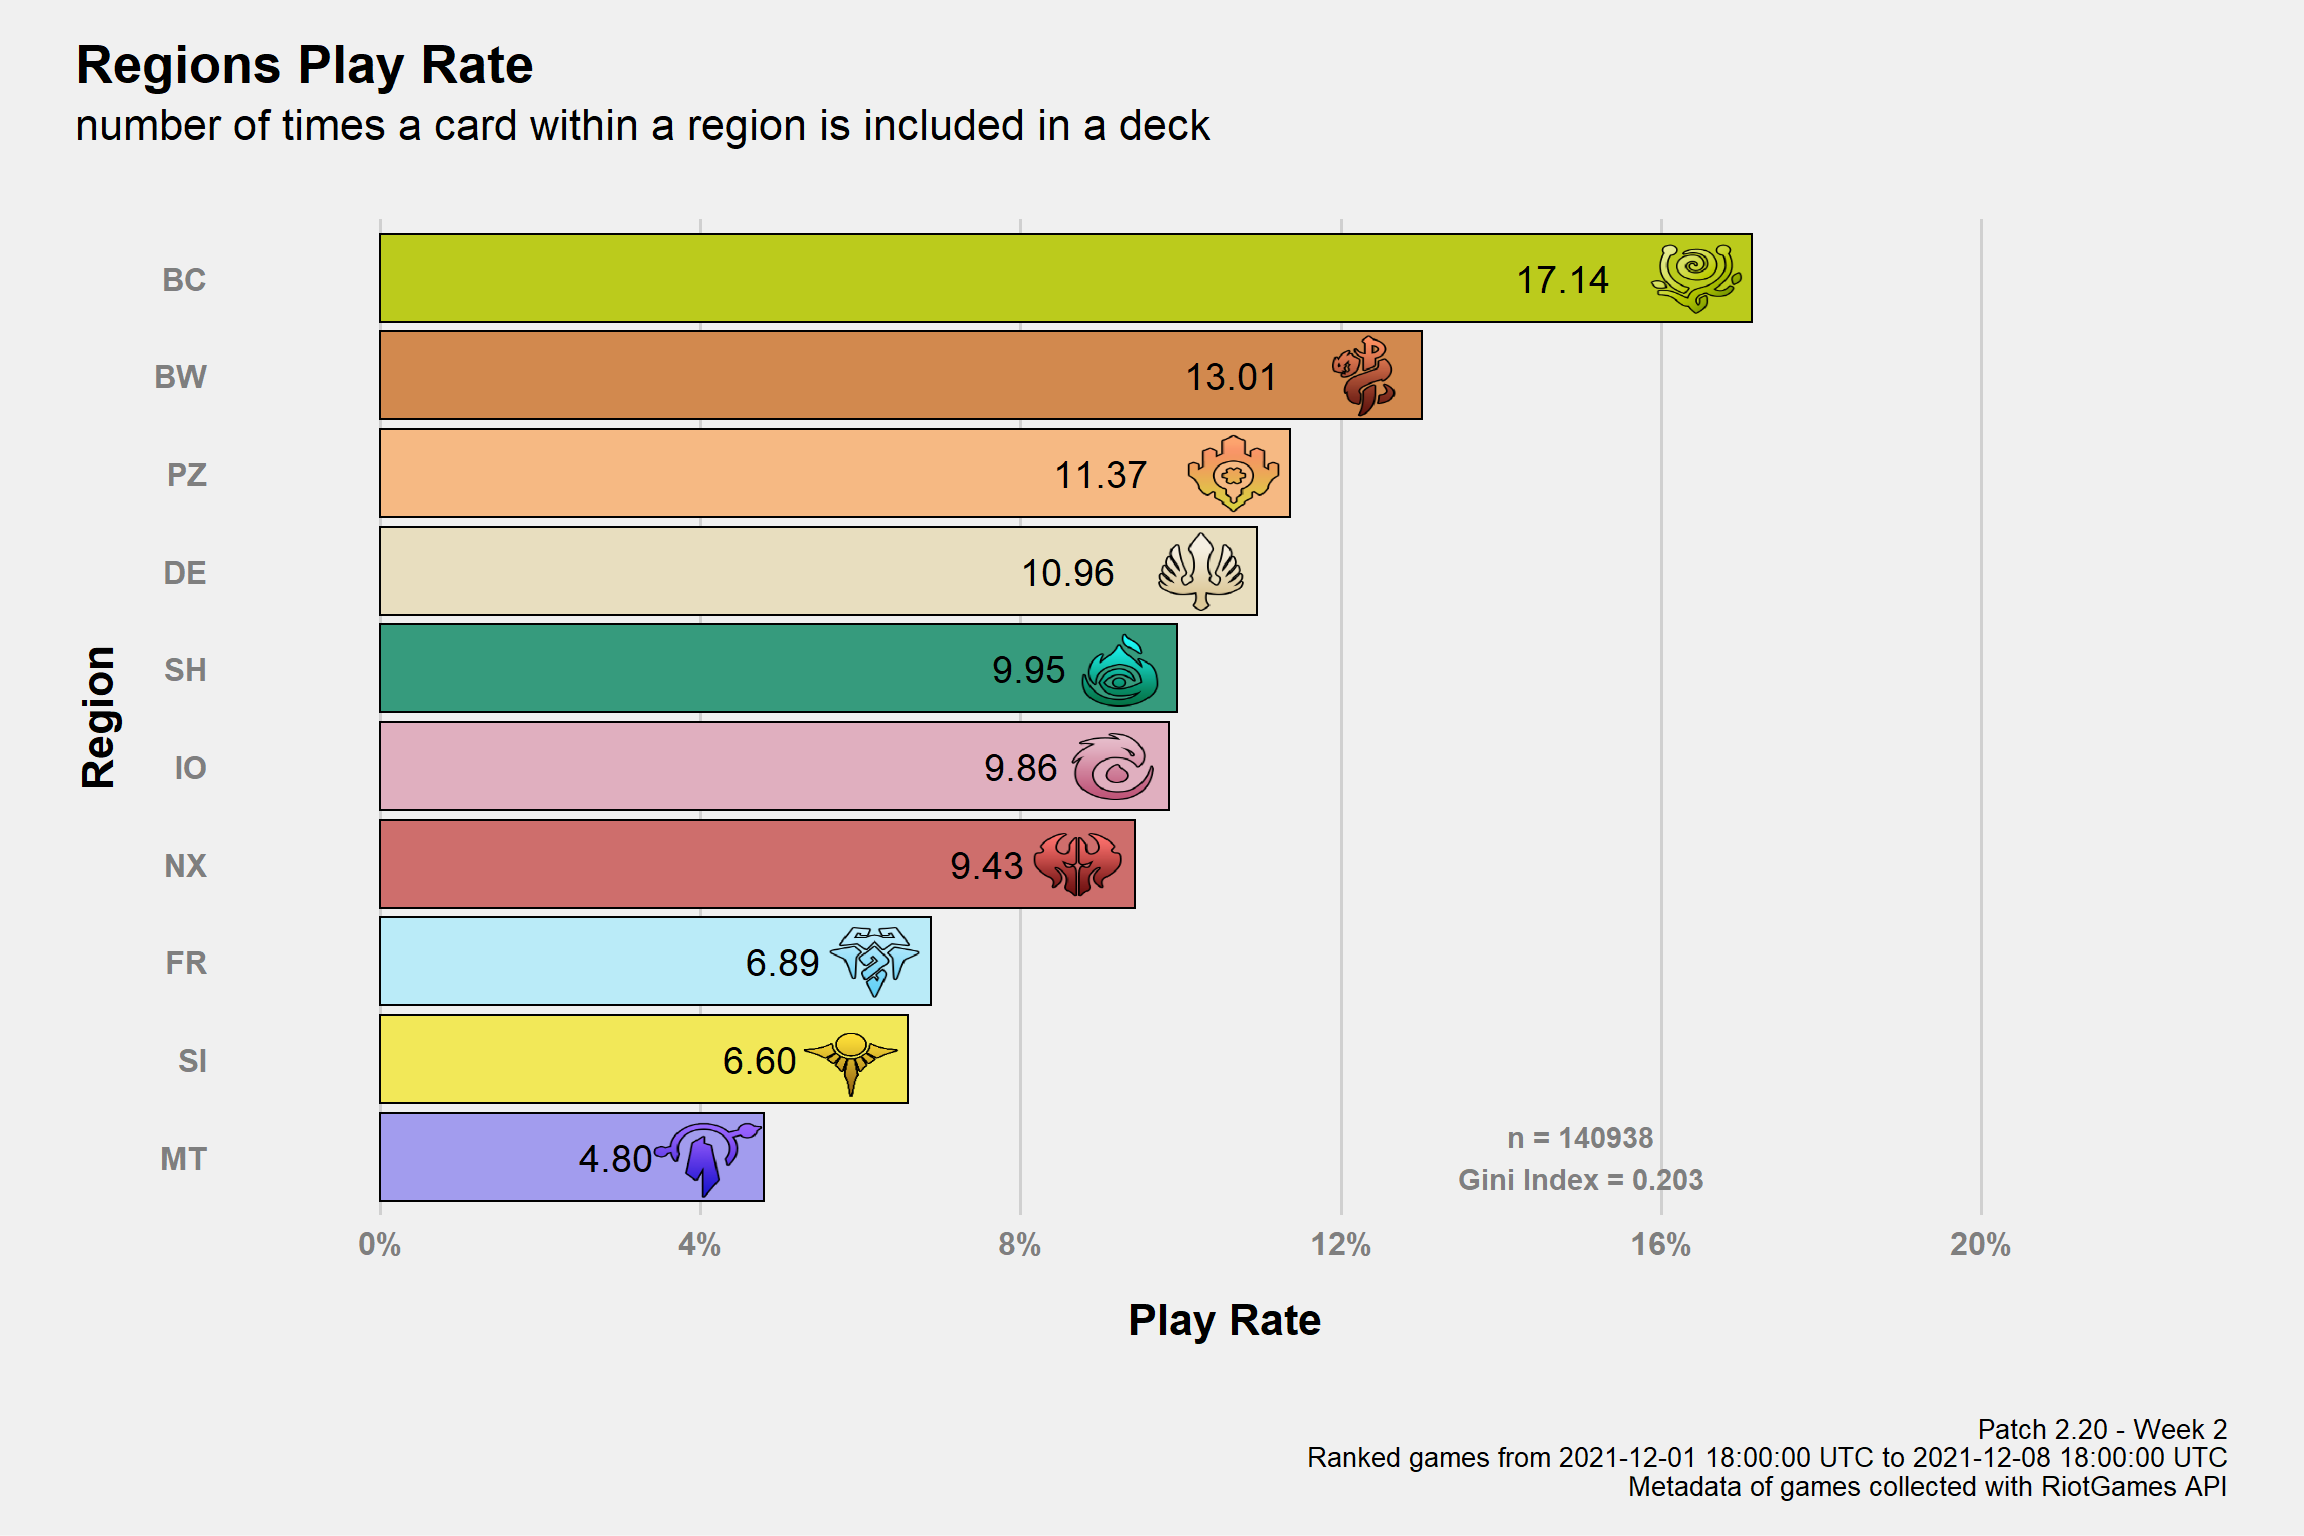 Regions Play Rate
number of times a card within a region is included in a deck
Region
BC 17.14
BW 13.01
PZ 11.37
DE 10.96
SH 9.95
IO 9.86
NX 9.43
FR 6.89
SI 6.60
MT 4.80
n = 140938
Gini Index = 0.203
0% 4% 8% 12% 16% 20%
Play Rate
Patch 2.20 - Week 2
Ranked games from 2021-12-01 18:00:00 UTC to 2021-12-08 18:00:00 UTC
Metadata of games collected with RiotGames API